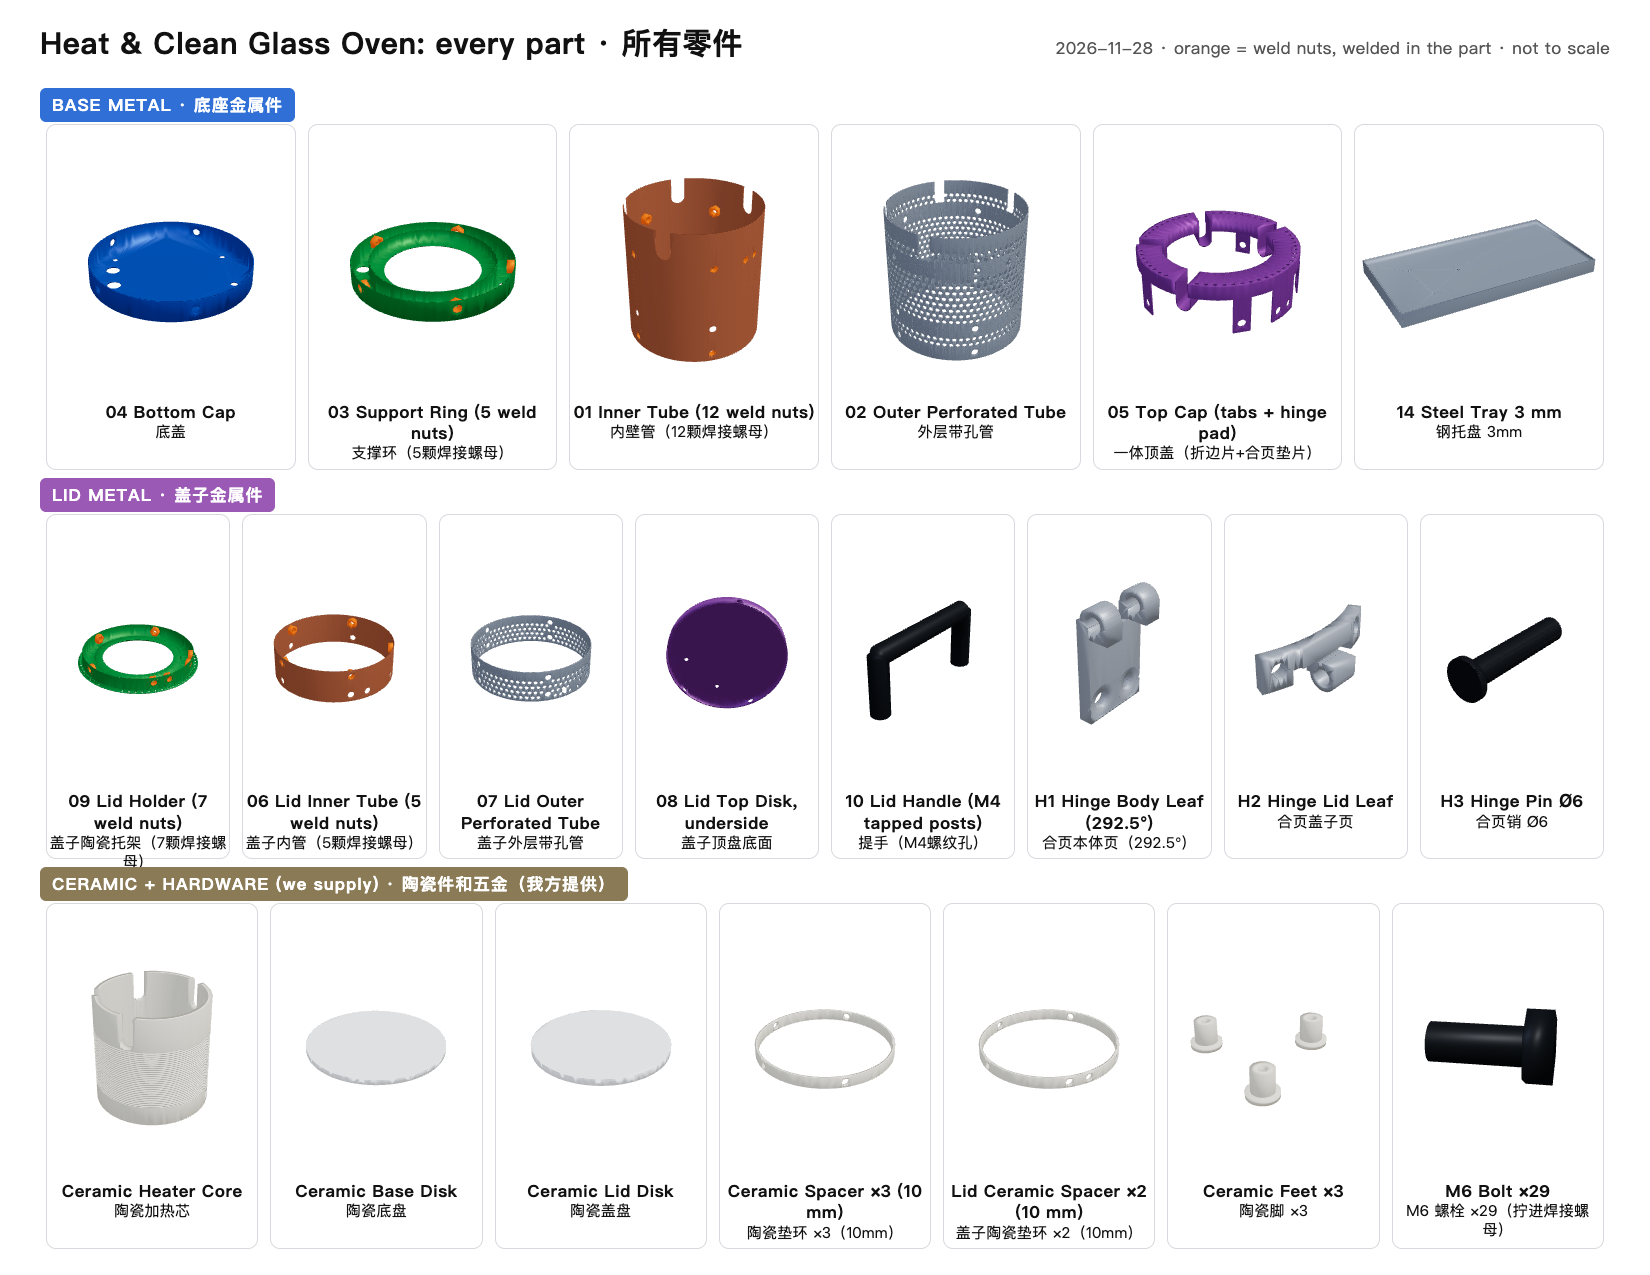 Heat & Clean Glass Oven: every part · 所有零件
2026–11–28 · orange = weld nuts, welded in the part · not to scale
BASE METAL · 底座金属件
04 Bottom Cap
底盖
03 Support Ring (5 weld
nuts)
支撑环（5颗焊接螺母）
01 Inner Tube (12 weld nuts)
内壁管（12颗焊接螺母）
02 Outer Perforated Tube
外层带孔管
05 Top Cap (tabs + hinge
pad)
一体顶盖（折边片+合页垫片）
14 Steel Tray 3 mm
钢托盘 3mm
LID METAL · 盖子金属件
09 Lid Holder (7
weld nuts)
盖子陶瓷托架（7颗焊接螺
母）
06 Lid Inner Tube (5
weld nuts)
盖子内管（5颗焊接螺母）
07 Lid Outer
Perforated Tube
盖子外层带孔管
08 Lid Top Disk,
underside
盖子顶盘底面
10 Lid Handle (M4
tapped posts)
提手（M4螺纹孔）
H1 Hinge Body Leaf
(292.5°)
合页本体页（292.5°）
H2 Hinge Lid Leaf
合页盖子页
H3 Hinge Pin Ø6
合页销 Ø6
CERAMIC + HARDWARE (we supply) · 陶瓷件和五金（我方提供）
Ceramic Heater Core
陶瓷加热芯
Ceramic Base Disk
陶瓷底盘
Ceramic Lid Disk
陶瓷盖盘
Ceramic Spacer ×3 (10
mm)
陶瓷垫环 ×3（10mm）
Lid Ceramic Spacer ×2
(10 mm)
盖子陶瓷垫环 ×2（10mm）
Ceramic Feet ×3
陶瓷脚 ×3
M6 Bolt ×29
M6 螺栓 ×29（拧进焊接螺
母）